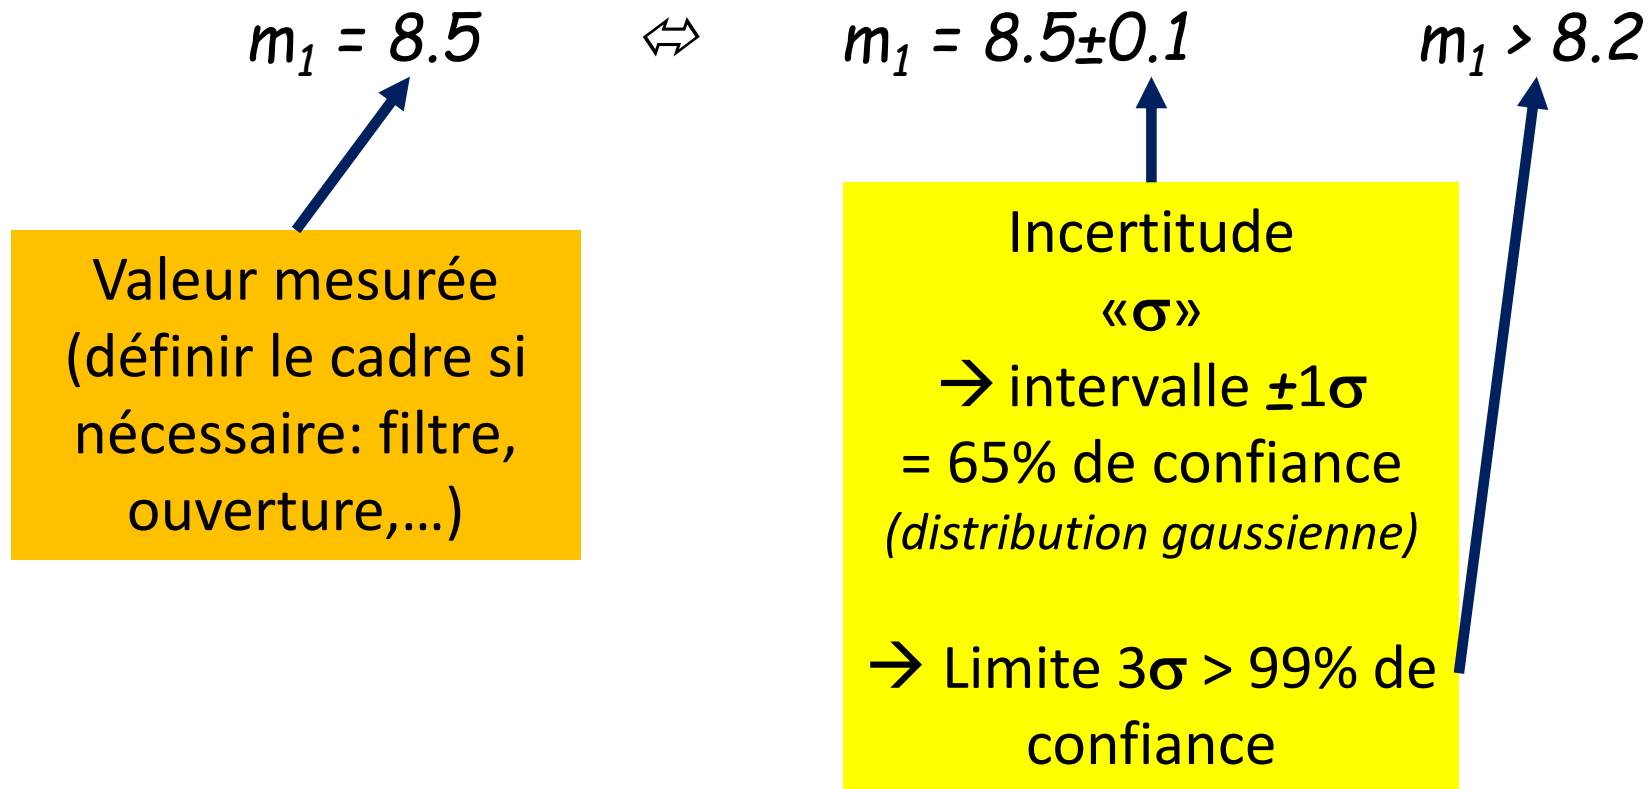 m₁ = 8.5 ⬄ m₁ = 8.5±0.1 m₁ > 8.2
Valeur mesurée
(définir le cadre si
nécessaire: filtre,
ouverture,…)
Incertitude
«σ»
→ intervalle ±1σ
= 65% de confiance
(distribution gaussienne)
→ Limite 3σ > 99% de
confiance